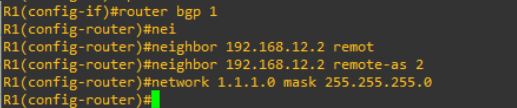 R1(config-if)#router bgp 1
R1(config-router)#nei
R1(config-router)#neighbor 192.168.12.2 remot
R1(config-router)#neighbor 192.168.12.2 remote-as 2
R1(config-router)#network 1.1.1.0 mask 255.255.255.0
R1(config-router)#